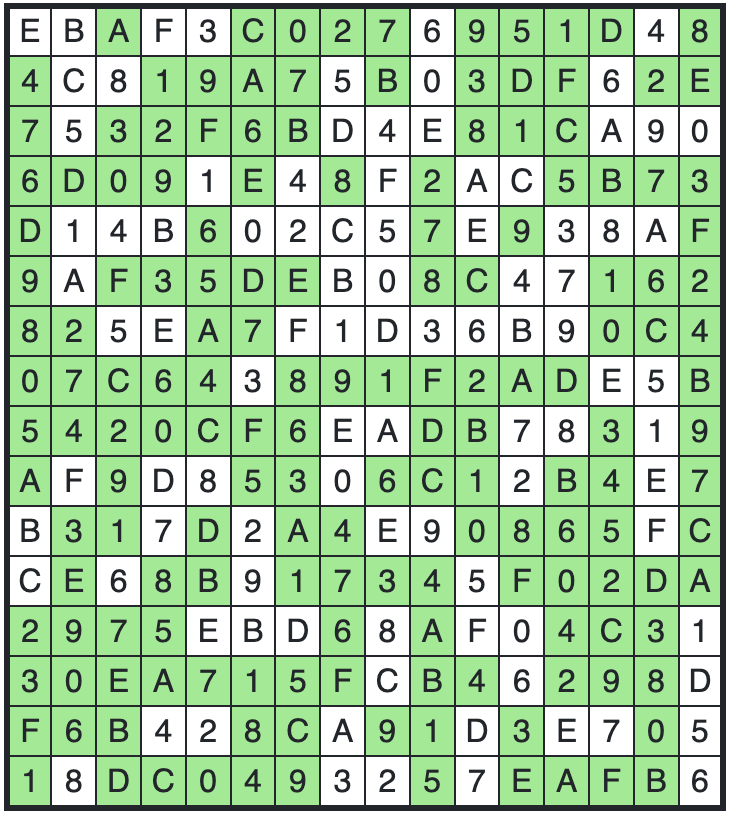 E B A F 3 C 0 2 7 6 9 5 1 D 4 8
4 C 8 1 9 A 7 5 B 0 3 D F 6 2 E
7 5 3 2 F 6 B D 4 E 8 1 C A 9 0
6 D 0 9 1 E 4 8 F 2 A C 5 B 7 3
D 1 4 B 6 0 2 C 5 7 E 9 3 8 A F
9 A F 3 5 D E B 0 8 C 4 7 1 6 2
8 2 5 E A 7 F 1 D 3 6 B 9 0 C 4
0 7 C 6 4 3 8 9 1 F 2 A D E 5 B
5 4 2 0 C F 6 E A D B 7 8 3 1 9
A F 9 D 8 5 3 0 6 C 1 2 B 4 E 7
B 3 1 7 D 2 A 4 E 9 0 8 6 5 F C
C E 6 8 B 9 1 7 3 4 5 F 0 2 D A
2 9 7 5 E B D 6 8 A F 0 4 C 3 1
3 0 E A 7 1 5 F C B 4 6 2 9 8 D
F 6 B 4 2 8 C A 9 1 D 3 E 7 0 5
1 8 D C 0 4 9 3 2 5 7 E A F B 6